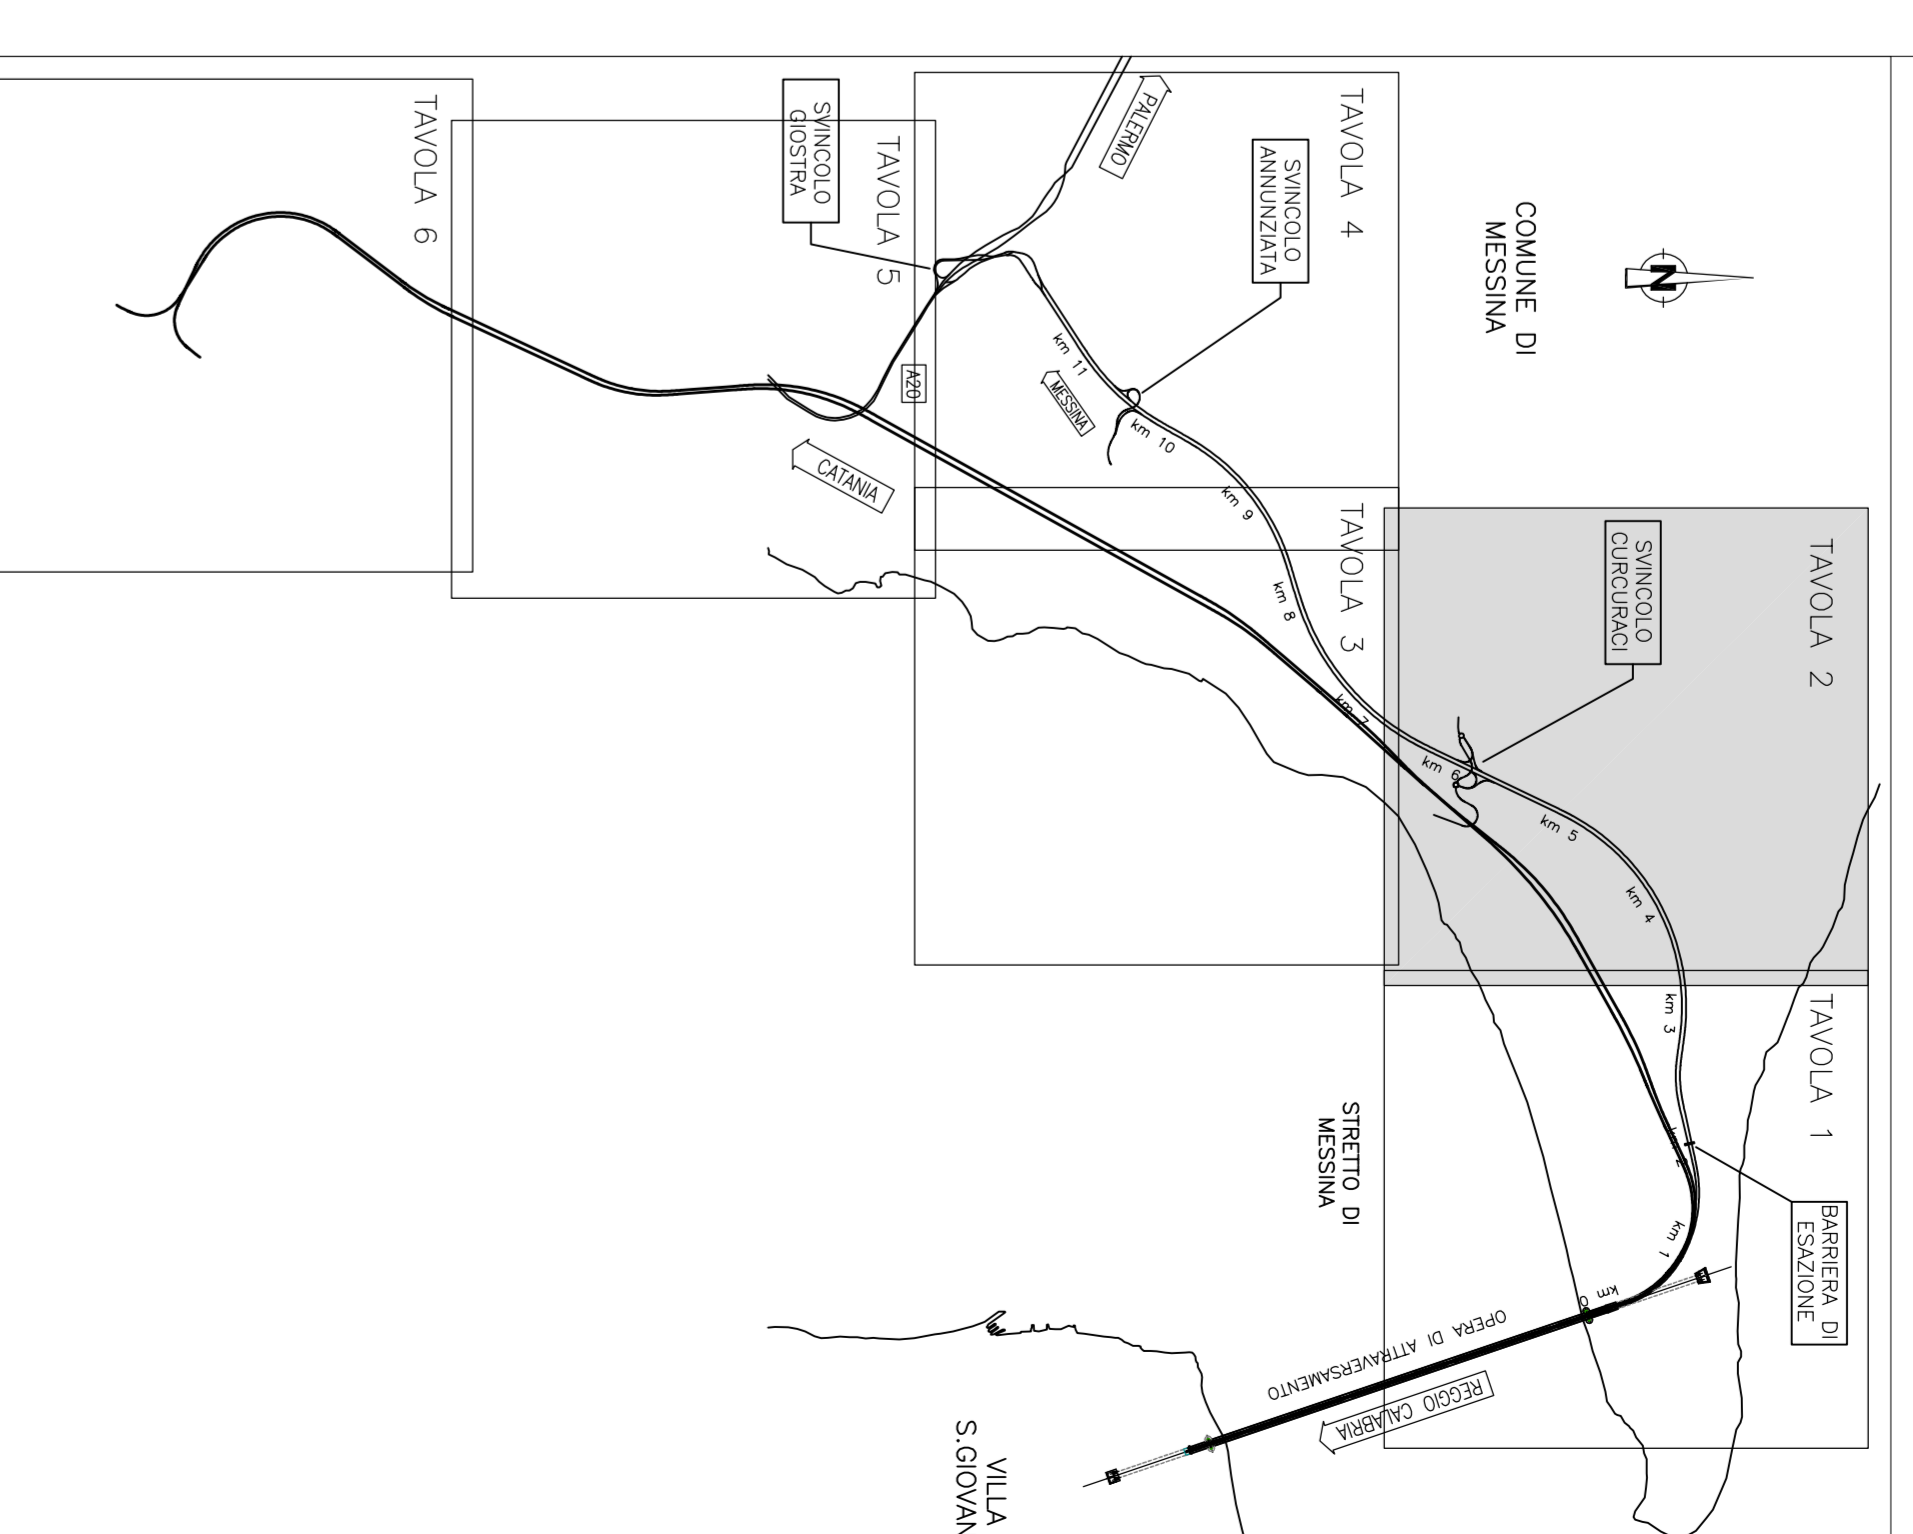 TAVOLA 6
SVINCOLO
GIOSTRA
TAVOLA 5
A20
CATANIA
PALERMO
TAVOLA 4
SVINCOLO
ANNUNZIATA
km 11
MESSINA
km 10
km 9
COMUNE DI
MESSINA
N
TAVOLA 3
km 8
km 7
TAVOLA 2
SVINCOLO
CURCURACI
km 6
km 5
km 4
km 3
TAVOLA 1
km 2
km 1
km 0
BARRIERA DI
ESAZIONE
STRETTO DI
MESSINA
OPERA DI ATTRAVERSAMENTO
REGGIO CALABRIA
VILLA
S.GIOVAN